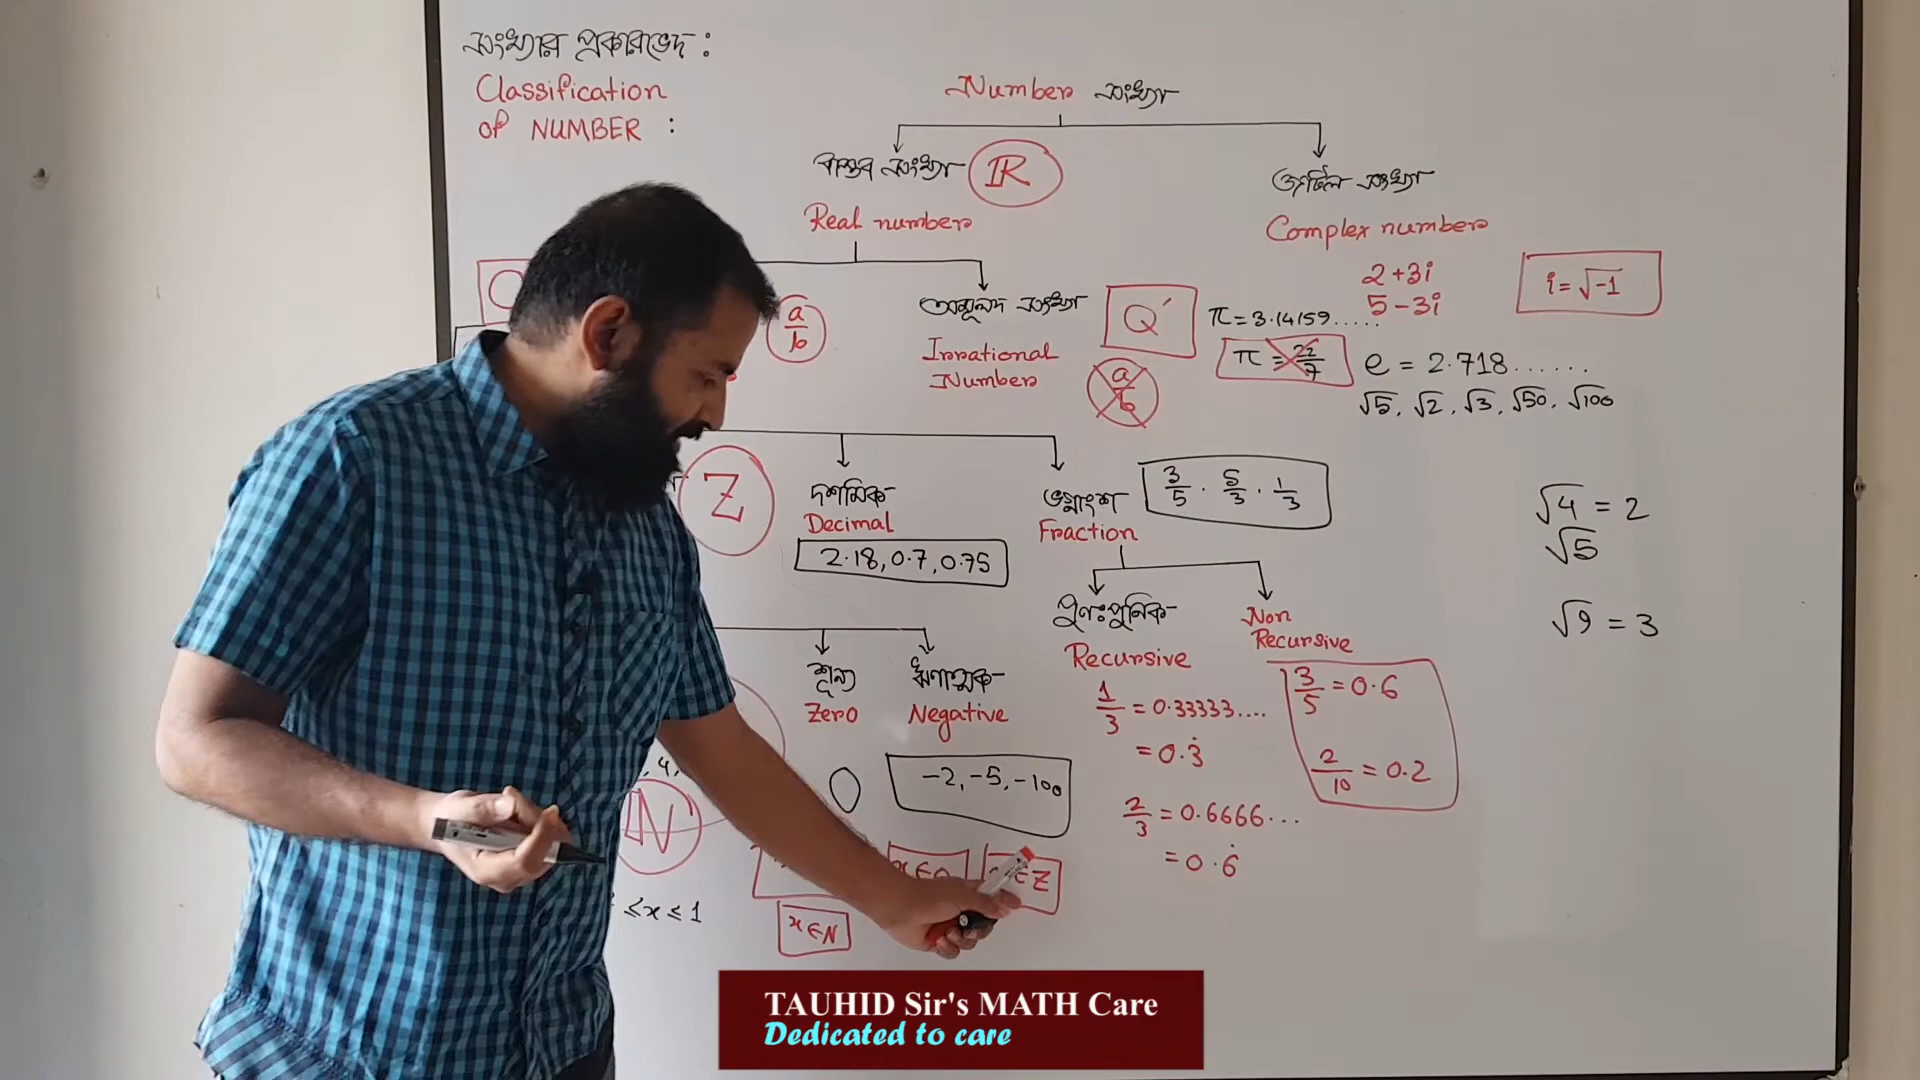 সংখ্যার প্রকারভেদ :
Classification
of NUMBER :
Number সংখ্যা
বাস্তব সংখ্যা ℝ
Real number
জটিল সংখ্যা
Complex number
2+3i
5-3i
i = √-1
a/b
অমূলদ সংখ্যা Q′
Irrational
Number
a/b
π = 3.14159.....
π = 22/7
e = 2.718......
√5, √2, √3, √50, √100
Z
দশমিক
Decimal
2.18, 0.7, 0.75
ভগ্নাংশ
Fraction
3/5 . 5/3 . 1/3
√4 = 2
√5
√9 = 3
শূন্য
Zero
0
ঋণাত্মক
Negative
-2, -5, -100
পুণঃপুনিক
Recursive
1/3 = 0.33333....
= 0.3̇
2/3 = 0.6666...
= 0.6̇
Non
Recursive
3/5 = 0.6
2/10 = 0.2
4,
N
≤x≤1
x∈N
∈Z
TAUHID Sir's MATH Care
Dedicated to care